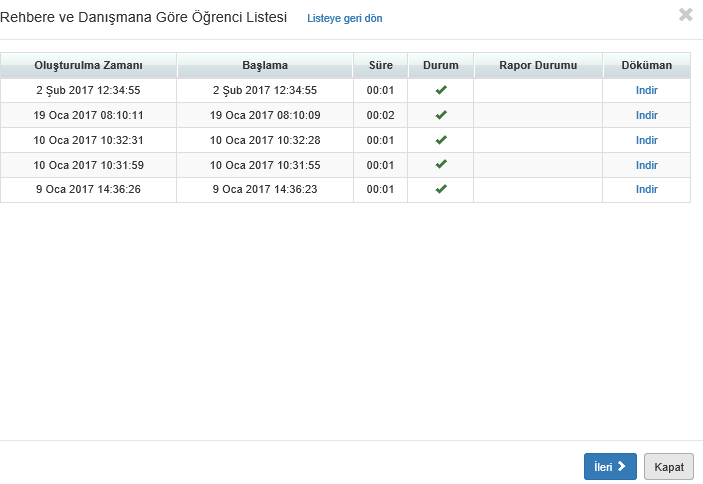 Rehbere ve Danışmana Göre Öğrenci Listesi Listeye geri dön
Oluşturulma Zamanı Başlama Süre Durum Rapor Durumu Döküman
2 Şub 2017 12:34:55 2 Şub 2017 12:34:55 00:01 Indir
19 Oca 2017 08:10:11 19 Oca 2017 08:10:09 00:02 Indir
10 Oca 2017 10:32:31 10 Oca 2017 10:32:28 00:01 Indir
10 Oca 2017 10:31:59 10 Oca 2017 10:31:55 00:01 Indir
9 Oca 2017 14:36:26 9 Oca 2017 14:36:23 00:01 Indir
İleri Kapat